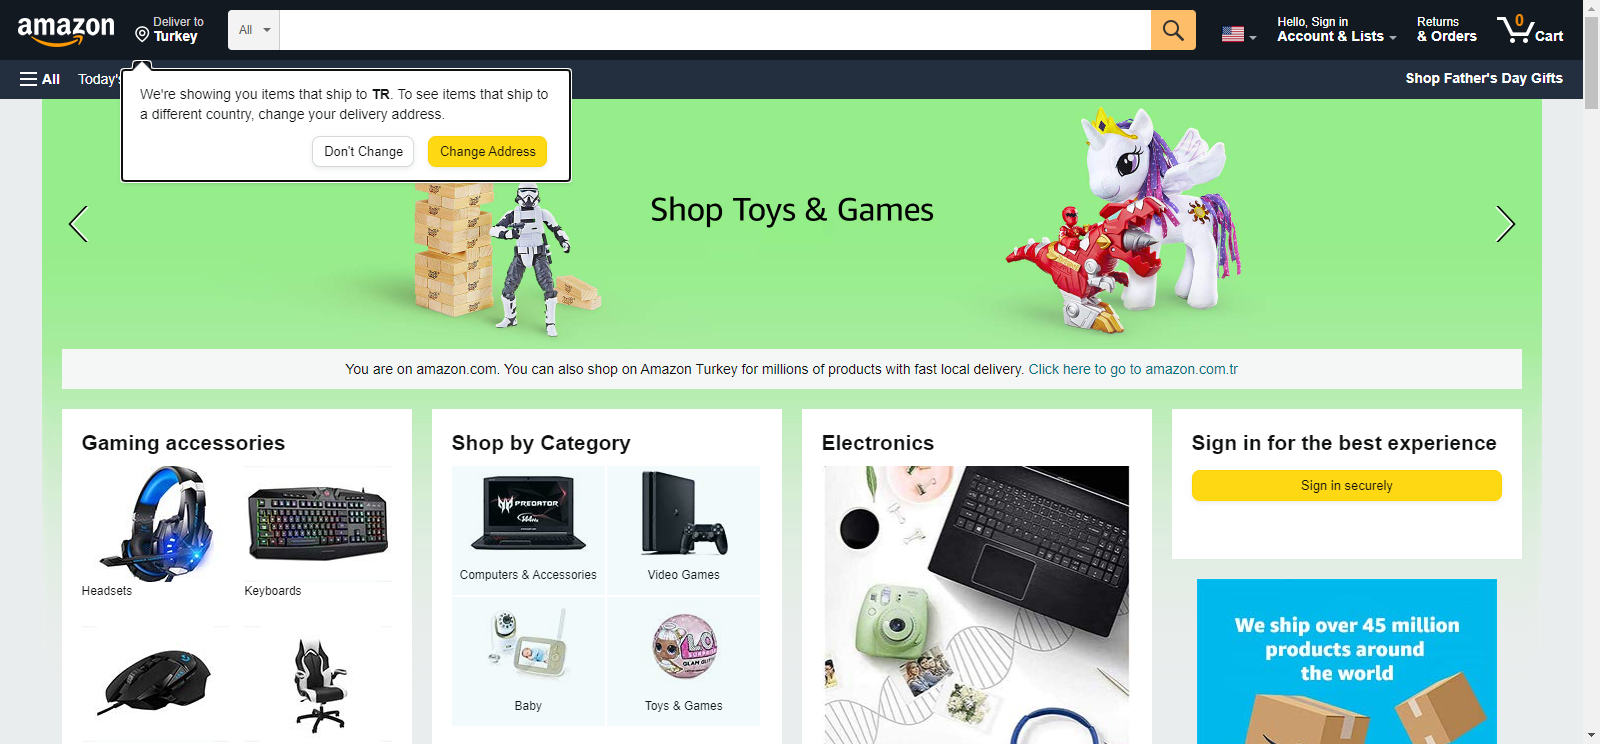 amazon
Deliver to
Turkey
All
Hello, Sign in
Account & Lists
Returns
& Orders
0
Cart
All
Today's
Shop Father's Day Gifts
We're showing you items that ship to TR. To see items that ship to
a different country, change your delivery address.
Don't Change
Change Address
Shop Toys & Games
You are on amazon.com. You can also shop on Amazon Turkey for millions of products with fast local delivery. Click here to go to amazon.com.tr
Gaming accessories
Headsets
Keyboards
Shop by Category
PREDATOR
Computers & Accessories
Video Games
Baby
L.O.L.
SURPRISE
GLAM GLITTER
Toys & Games
Electronics
Sign in for the best experience
Sign in securely
We ship over 45 million
products around
the world